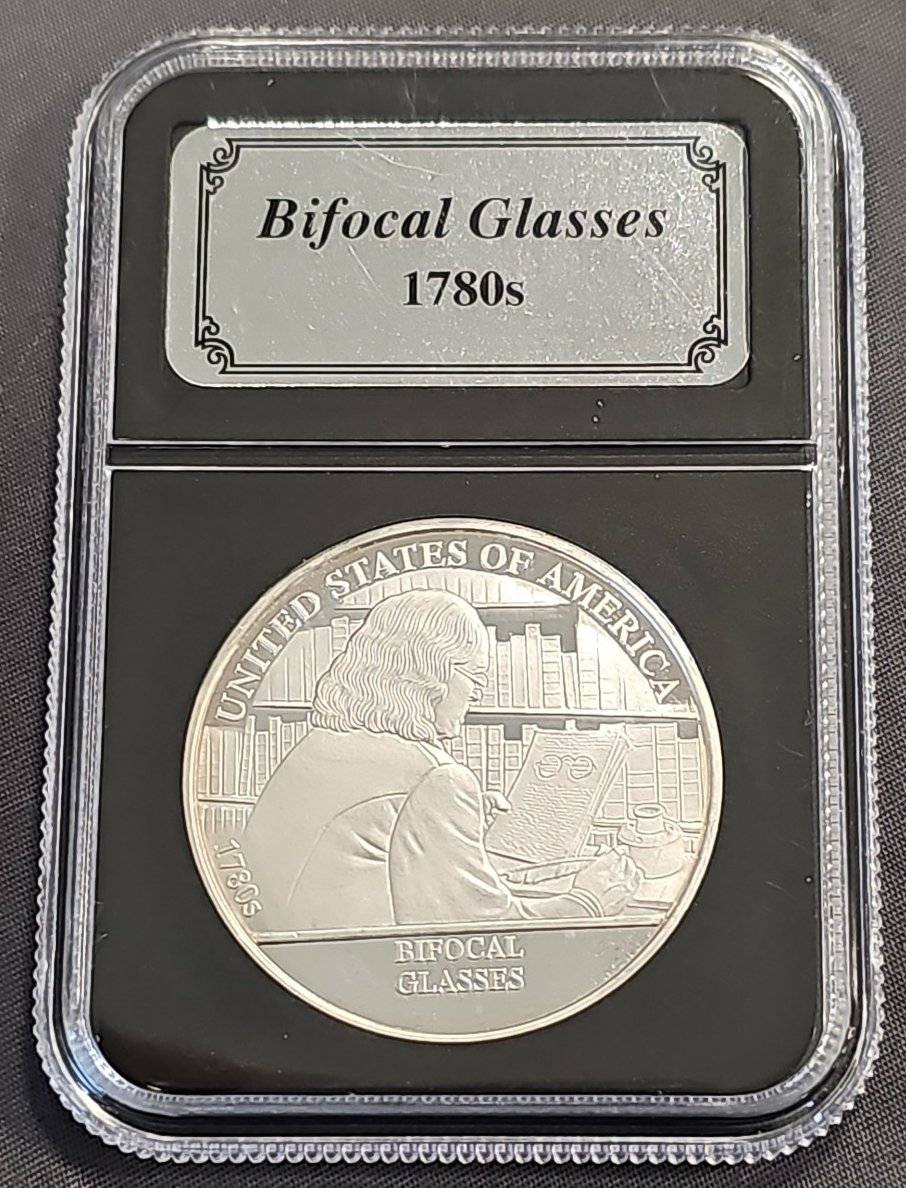 Bifocal Glasses
1780s
UNITED STATES OF AMERICA
1780s
BIFOCAL
GLASSES